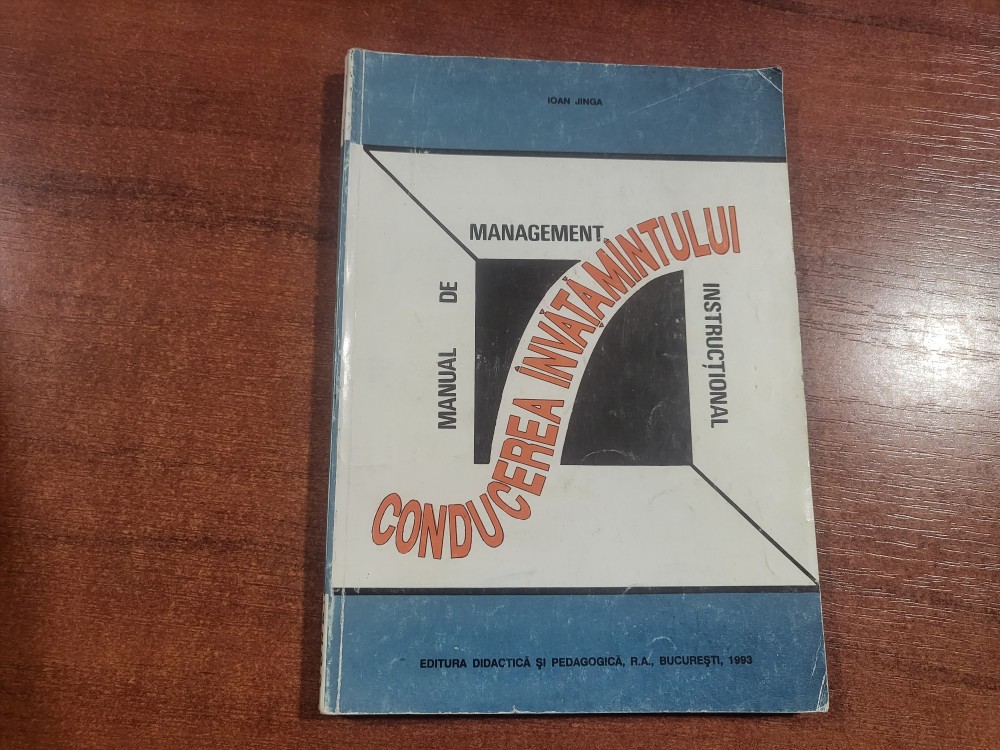 IOAN JINGA
MANUAL DE
MANAGEMENT
INSTRUCȚIONAL
CONDUCEREA ÎNVĂȚĂMÎNTULUI
EDITURA DIDACTICĂ ȘI PEDAGOGICĂ, R.A., BUCUREȘTI, 1993